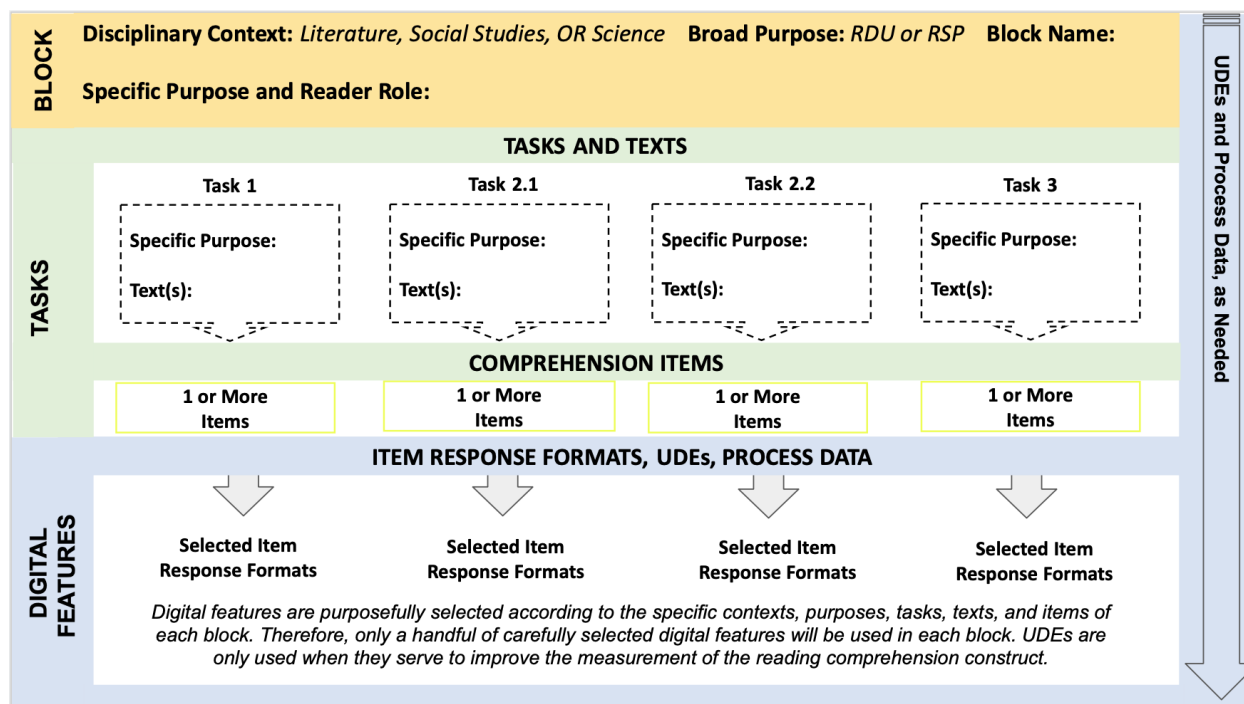 BLOCK
Disciplinary Context: Literature, Social Studies, OR Science Broad Purpose: RDU or RSP Block Name:
Specific Purpose and Reader Role:
UDEs and Process Data, as Needed
TASKS
TASKS AND TEXTS
Task 1
Specific Purpose:
Text(s):
Task 2.1
Specific Purpose:
Text(s):
Task 2.2
Specific Purpose:
Text(s):
Task 3
Specific Purpose:
Text(s):
COMPREHENSION ITEMS
1 or More
Items
1 or More
Items
1 or More
Items
1 or More
Items
DIGITAL
FEATURES
ITEM RESPONSE FORMATS, UDEs, PROCESS DATA
Selected Item
Response Formats
Selected Item
Response Formats
Selected Item
Response Formats
Selected Item
Response Formats
Digital features are purposefully selected according to the specific contexts, purposes, tasks, texts, and items of
each block. Therefore, only a handful of carefully selected digital features will be used in each block. UDEs are
only used when they serve to improve the measurement of the reading comprehension construct.